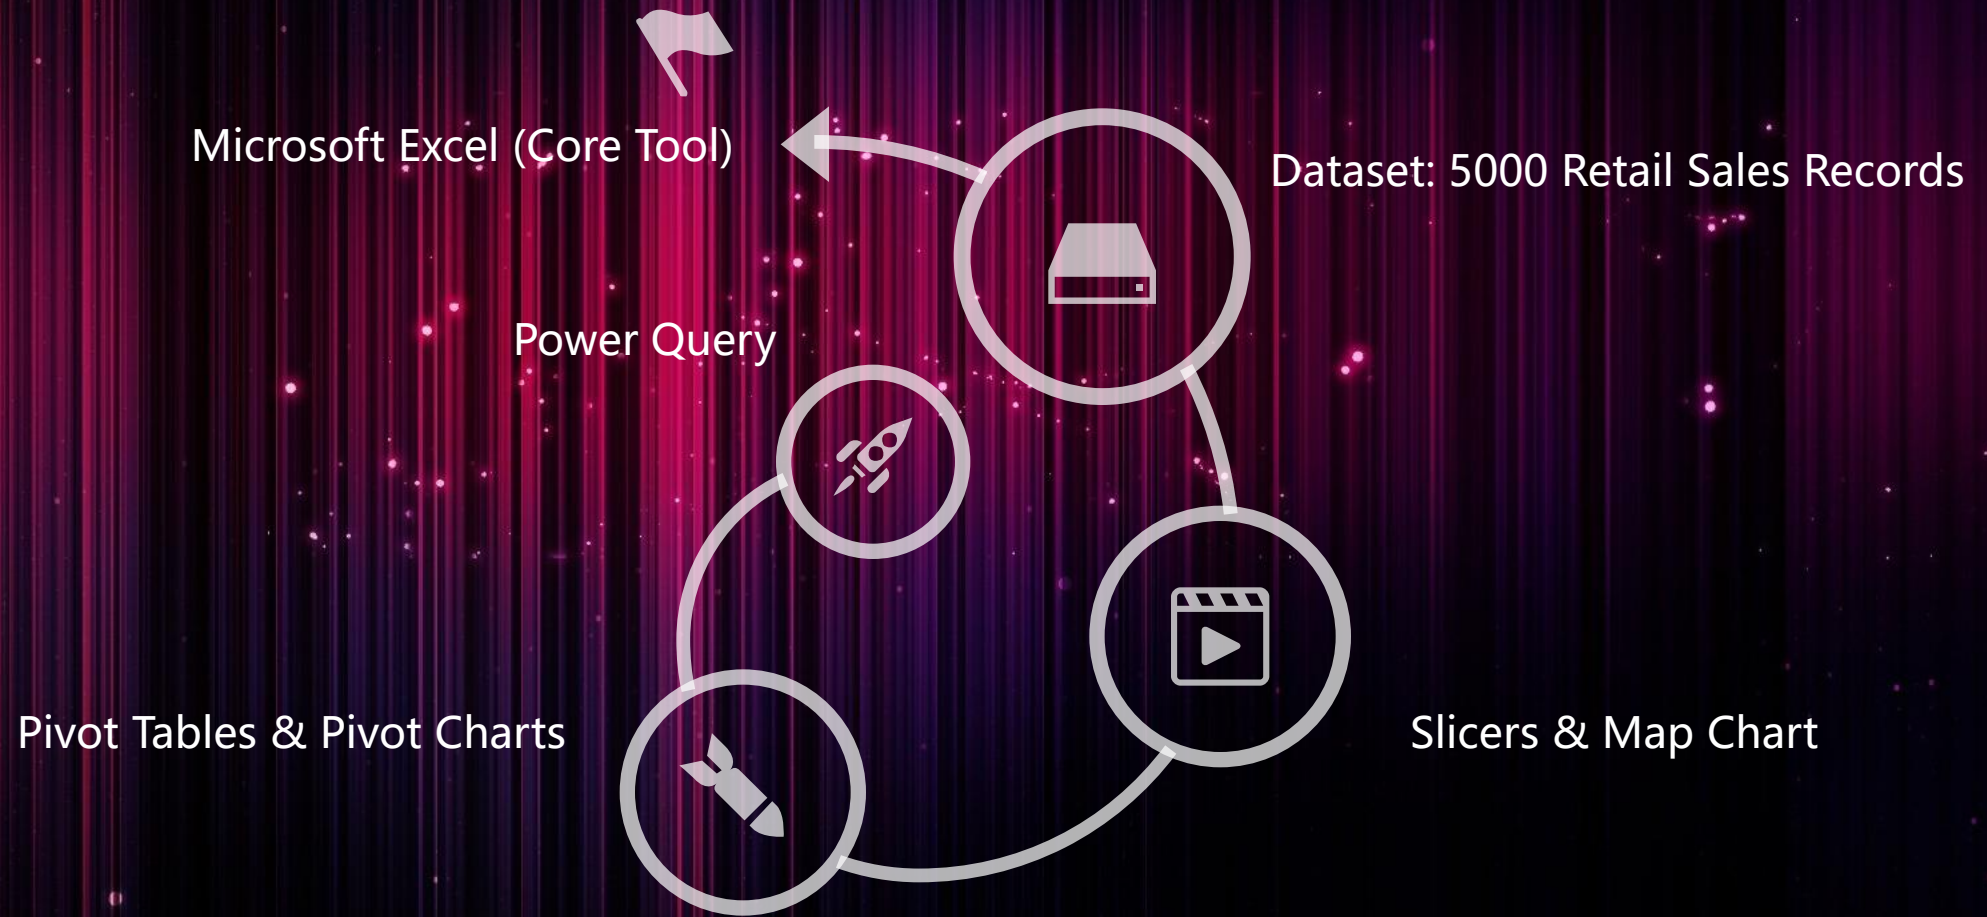 Microsoft Excel (Core Tool)
Dataset: 5000 Retail Sales Records
Power Query
Pivot Tables & Pivot Charts
Slicers & Map Chart